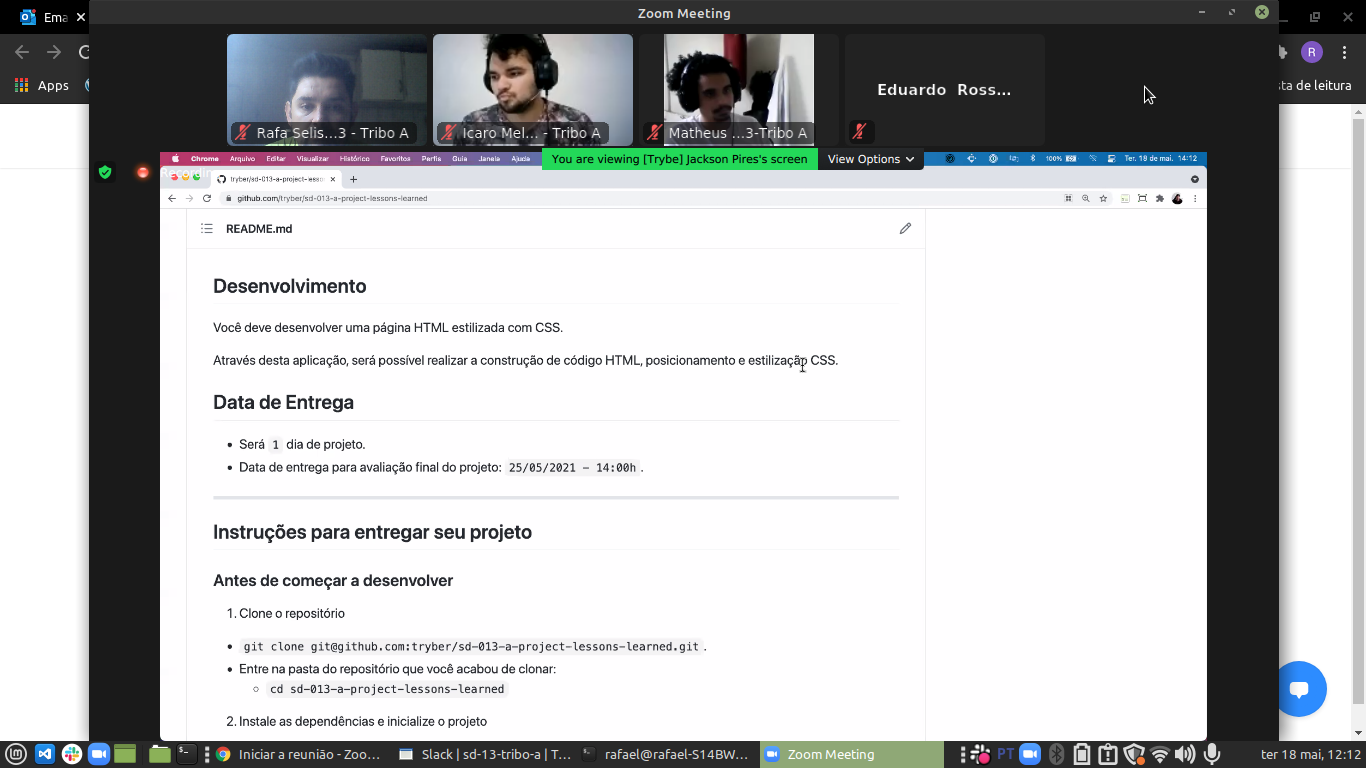 Ema
Zoom Meeting
Apps
R
sta de leitura
Rafa Selis...3 - Tribo A
Icaro Mel... - Tribo A
Matheus ...3-Tribo A
Eduardo Ross...
Chrome Arquivo Editar Visualizar Histórico Favoritos Perfis Guia Janela Ajuda
You are viewing [Trybe] Jackson Pires's screen
View Options
100% Ter. 18 de mai. 14:12
Recordin
tryber/sd-013-a-project-lesson
github.com/tryber/sd-013-a-project-lessons-learned
README.md
Desenvolvimento
Você deve desenvolver uma página HTML estilizada com CSS.
Através desta aplicação, será possível realizar a construção de código HTML, posicionamento e estilização CSS.
Data de Entrega
• Será 1 dia de projeto.
• Data de entrega para avaliação final do projeto: 25/05/2021 - 14:00h .
Instruções para entregar seu projeto
Antes de começar a desenvolver
1. Clone o repositório
• git clone git@github.com:tryber/sd-013-a-project-lessons-learned.git .
• Entre na pasta do repositório que você acabou de clonar:
◦ cd sd-013-a-project-lessons-learned
2. Instale as dependências e inicialize o projeto
Iniciar a reunião - Zoo...
Slack | sd-13-tribo-a | T...
rafael@rafael-S14BW...
Zoom Meeting
PT
ter 18 mai, 12:12